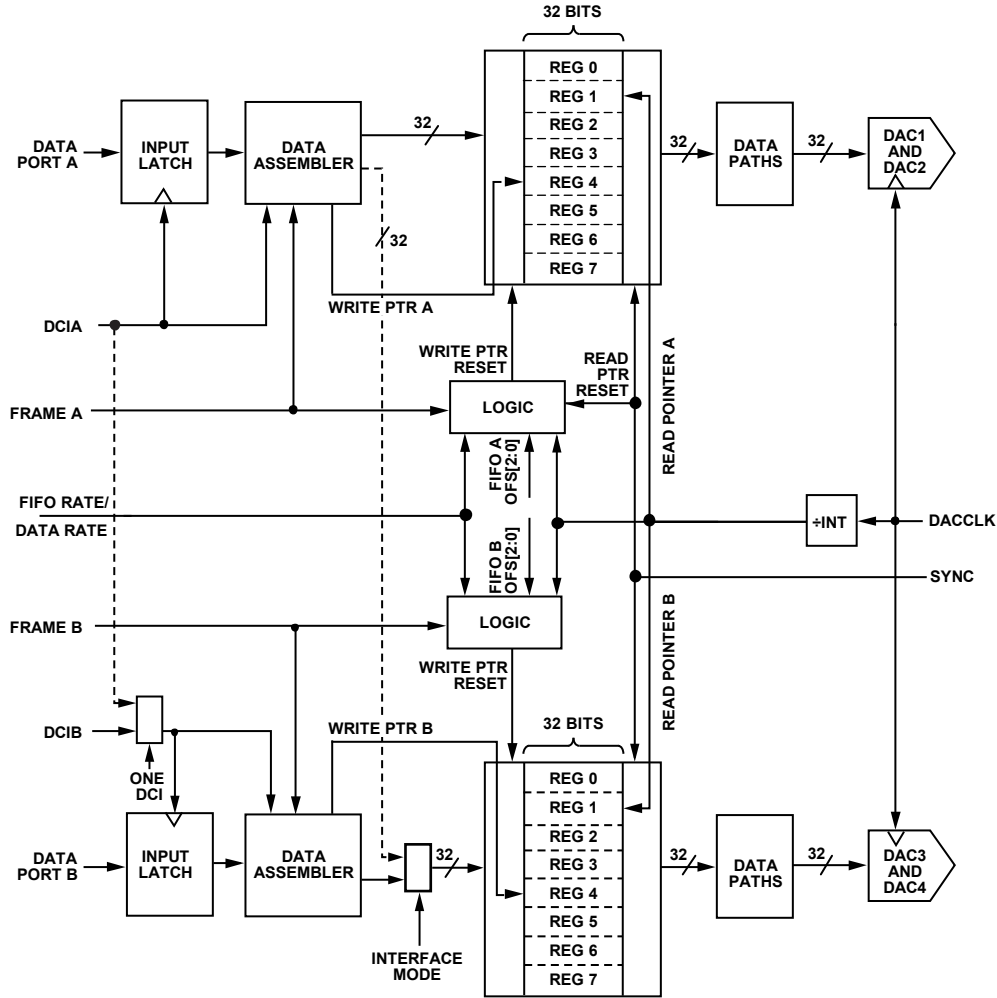 32 BITS
REG 0
REG 1
REG 2
REG 3
REG 4
REG 5
REG 6
REG 7
DATA
PORT A
INPUT
LATCH
DATA
ASSEMBLER
32
32
32
DATA
PATHS
32
DAC1
AND
DAC2
WRITE PTR A
DCIA
WRITE PTR
RESET
READ
PTR
RESET
READ POINTER A
FRAME A
LOGIC
FIFO A
OFS[2:0]
FIFO RATE/
DATA RATE
÷INT
DACCLK
FIFO B
OFS[2:0]
SYNC
FRAME B
LOGIC
READ POINTER B
WRITE PTR
RESET
DCIB
ONE
DCI
WRITE PTR B
32 BITS
REG 0
REG 1
REG 2
REG 3
REG 4
REG 5
REG 6
REG 7
DATA
PORT B
INPUT
LATCH
DATA
ASSEMBLER
32
32
DATA
PATHS
32
DAC3
AND
DAC4
INTERFACE
MODE